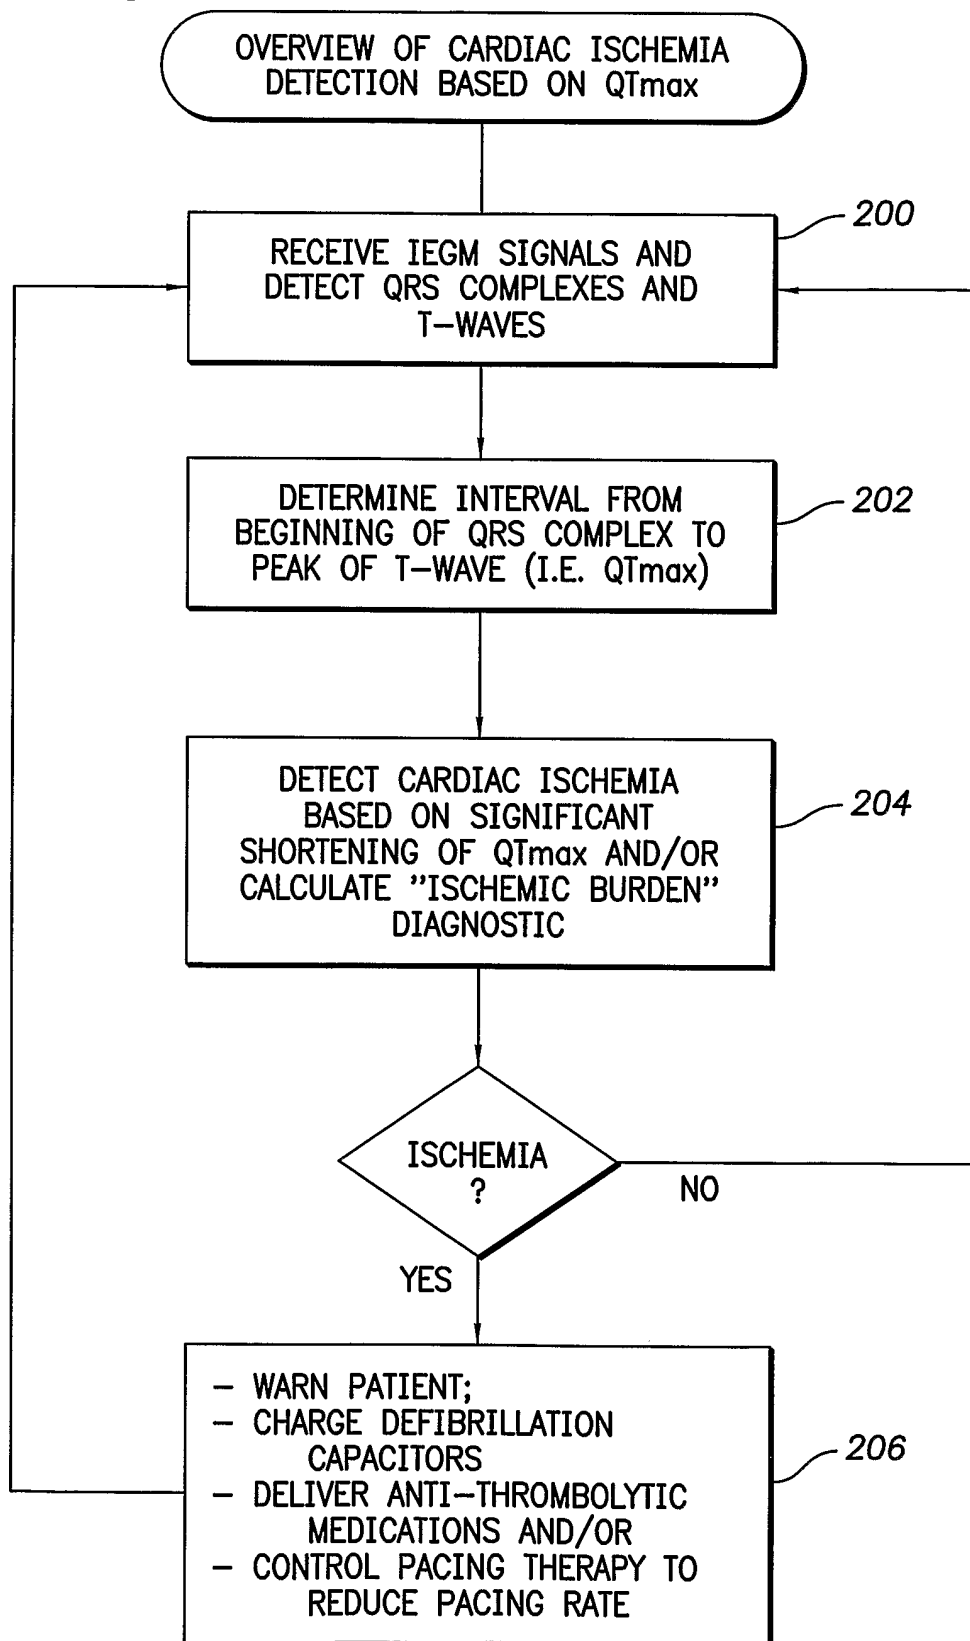 OVERVIEW OF CARDIAC ISCHEMIA
DETECTION BASED ON QTmax
200
RECEIVE IEGM SIGNALS AND
DETECT QRS COMPLEXES AND
T-WAVES
202
DETERMINE INTERVAL FROM
BEGINNING OF QRS COMPLEX TO
PEAK OF T-WAVE (I.E. QTmax)
204
DETECT CARDIAC ISCHEMIA
BASED ON SIGNIFICANT
SHORTENING OF QTmax AND/OR
CALCULATE "ISCHEMIC BURDEN"
DIAGNOSTIC
ISCHEMIA
?
NO
YES
206
- WARN PATIENT;
- CHARGE DEFIBRILLATION
CAPACITORS
- DELIVER ANTI-THROMBOLYTIC
MEDICATIONS AND/OR
- CONTROL PACING THERAPY TO
REDUCE PACING RATE